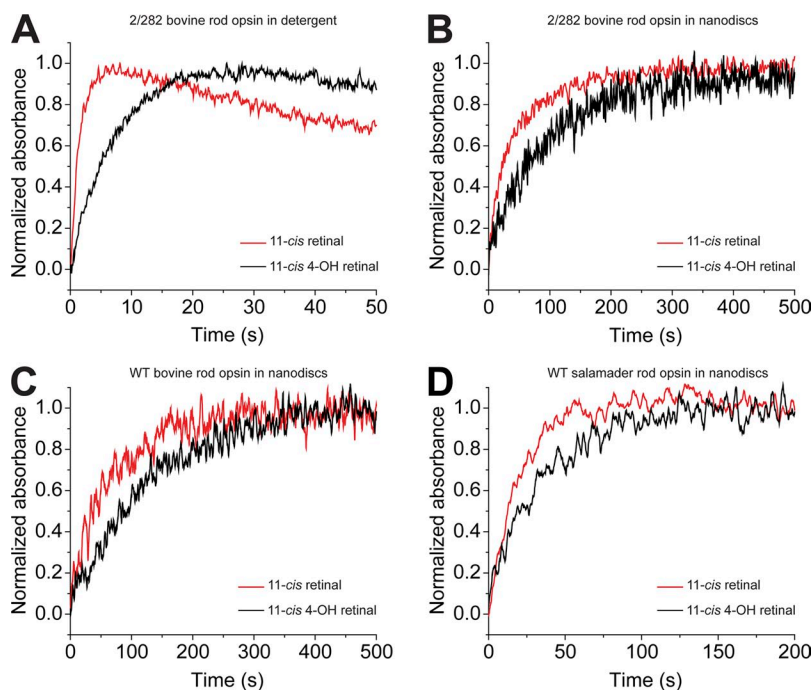 A
2/282 bovine rod opsin in detergent
Normalized absorbance
1.0
0.8
0.6
0.4
0.2
0.0
11-cis retinal
11-cis 4-OH retinal
0 10 20 30 40 50
Time (s)
B
2/282 bovine rod opsin in nanodiscs
Normalized absorbance
1.0
0.8
0.6
0.4
0.2
0.0
11-cis retinal
11-cis 4-OH retinal
0 100 200 300 400 500
Time (s)
C
WT bovine rod opsin in nanodiscs
Normalized absorbance
1.0
0.8
0.6
0.4
0.2
0.0
11-cis retinal
11-cis 4-OH retinal
0 100 200 300 400 500
Time (s)
D
WT salamader rod opsin in nanodiscs
Normalized absorbance
1.0
0.8
0.6
0.4
0.2
0.0
11-cis retinal
11-cis 4-OH retinal
0 50 100 150 200
Time (s)